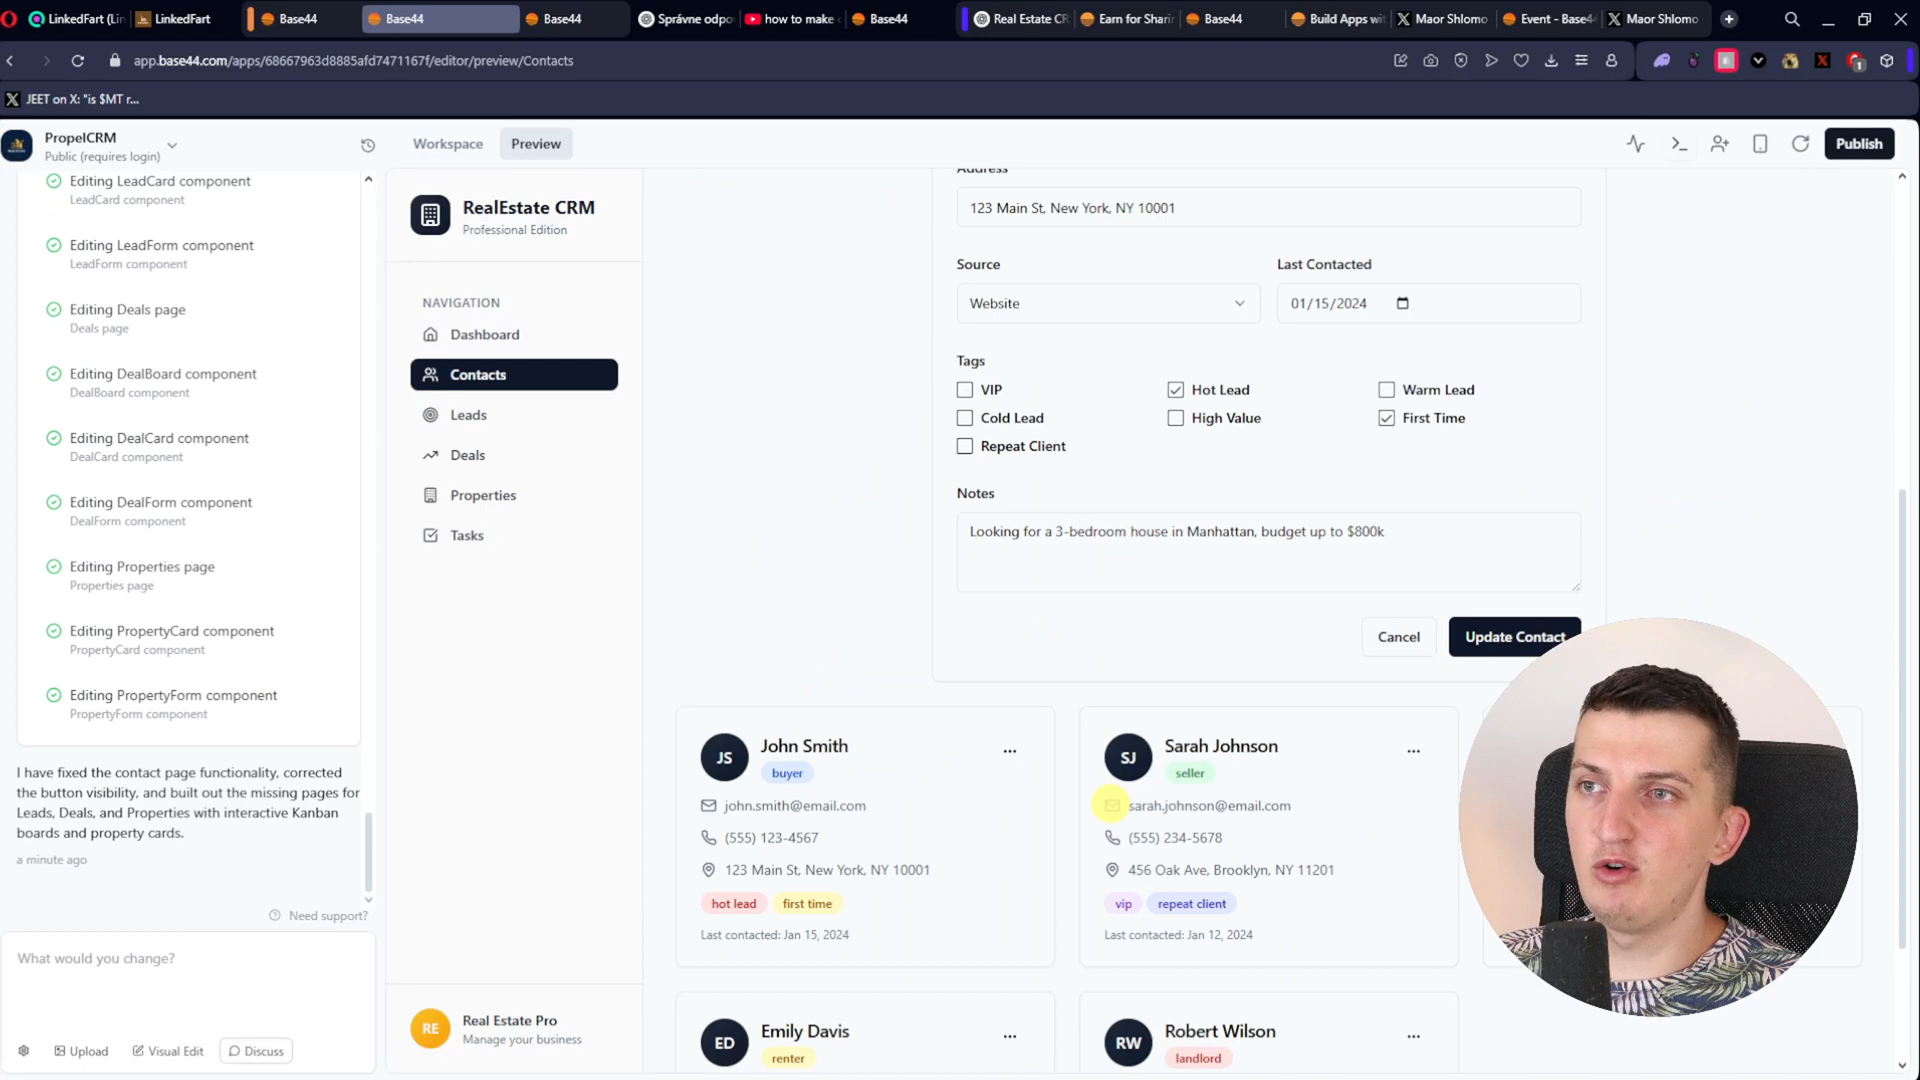 LinkedFart (Lin
LinkedFart
Base44
Base44
Base44
Správne odpo
how to make
Base44
Real Estate CR
Earn for Sharin
Base44
Build Apps wit
Maor Shlomo
Event - Base44
Maor Shlomo
app.base44.com/apps/68667963d8885afd7471167f/editor/preview/Contacts
JEET on X: "is $MT r...
PropelCRM
Public (requires login)
Workspace
Preview
Publish
Editing LeadCard component
LeadCard component
Editing LeadForm component
LeadForm component
Editing Deals page
Deals page
Editing DealBoard component
DealBoard component
Editing DealCard component
DealCard component
Editing DealForm component
DealForm component
Editing Properties page
Properties page
Editing PropertyCard component
PropertyCard component
Editing PropertyForm component
PropertyForm component
I have fixed the contact page functionality, corrected
the button visibility, and built out the missing pages for
Leads, Deals, and Properties with interactive Kanban
boards and property cards.
a minute ago
Need support?
What would you change?
Upload
Visual Edit
Discuss
RealEstate CRM
Professional Edition
NAVIGATION
Dashboard
Contacts
Leads
Deals
Properties
Tasks
RE
Real Estate Pro
Manage your business
Address
123 Main St, New York, NY 10001
Source
Last Contacted
Website
01/15/2024
Tags
VIP
Hot Lead
Warm Lead
Cold Lead
High Value
First Time
Repeat Client
Notes
Looking for a 3-bedroom house in Manhattan, budget up to $800k
Cancel
Update Contact
JS
John Smith
...
buyer
john.smith@email.com
(555) 123-4567
123 Main St, New York, NY 10001
hot lead
first time
Last contacted: Jan 15, 2024
SJ
Sarah Johnson
...
seller
sarah.johnson@email.com
(555) 234-5678
456 Oak Ave, Brooklyn, NY 11201
vip
repeat client
Last contacted: Jan 12, 2024
ED
Emily Davis
...
renter
RW
Robert Wilson
...
landlord